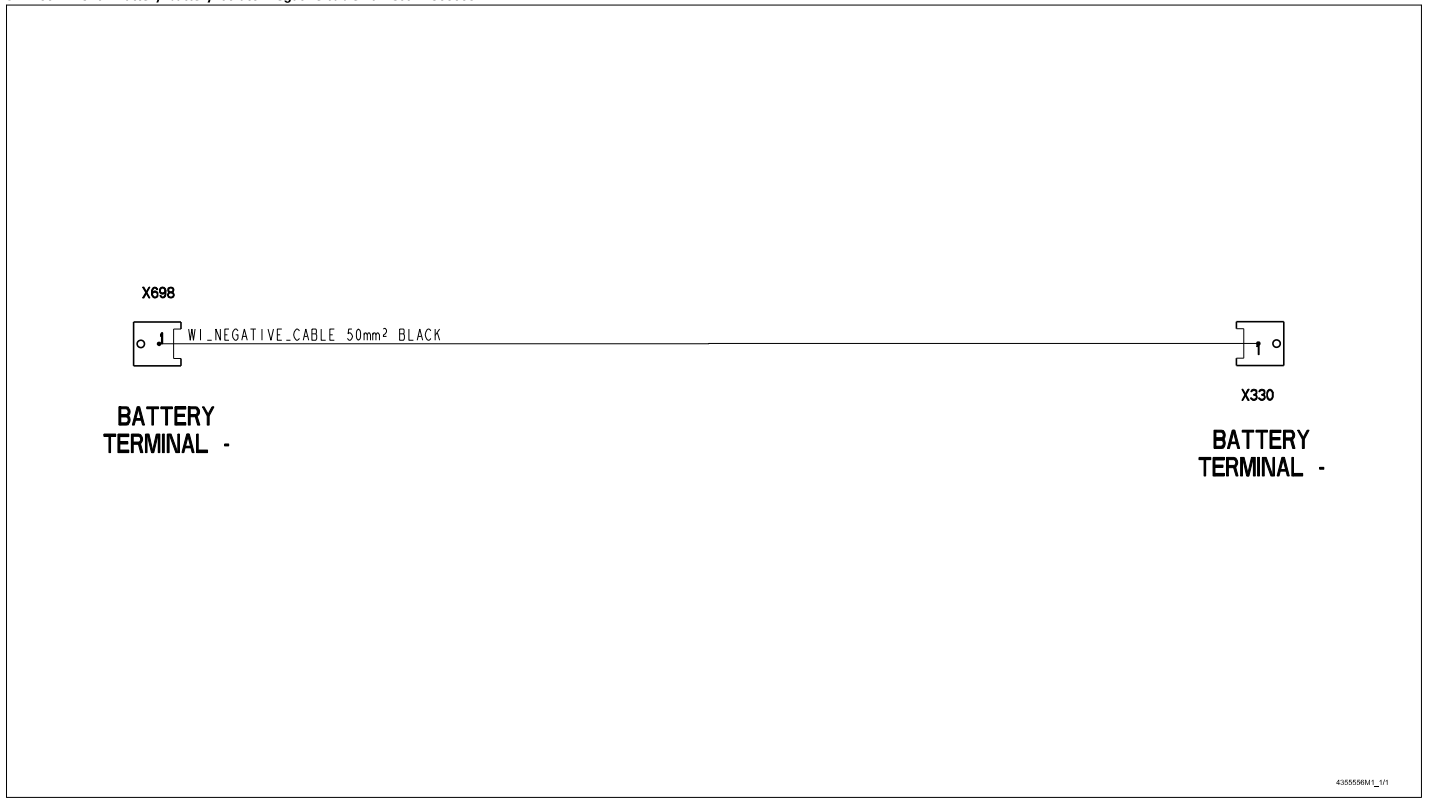 X698
1 WI_NEGATIVE_CABLE 50mm² BLACK
1
X330
BATTERY
TERMINAL -
BATTERY
TERMINAL -
4355556M1_1/1